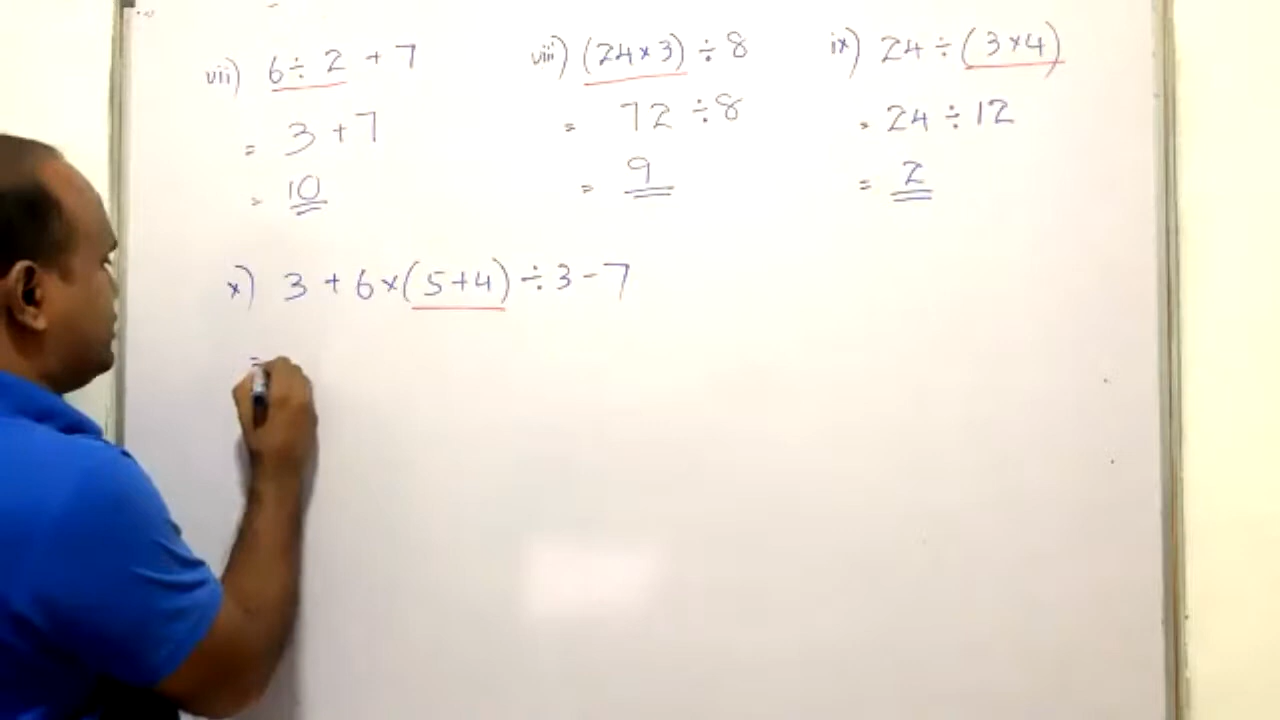 vii) 6 ÷ 2 + 7
= 3 + 7
= 10
viii) (24 × 3) ÷ 8
= 72 ÷ 8
= 9
ix) 24 ÷ (3 × 4)
= 24 ÷ 12
= 2
x) 3 + 6 × (5 + 4) ÷ 3 - 7
=